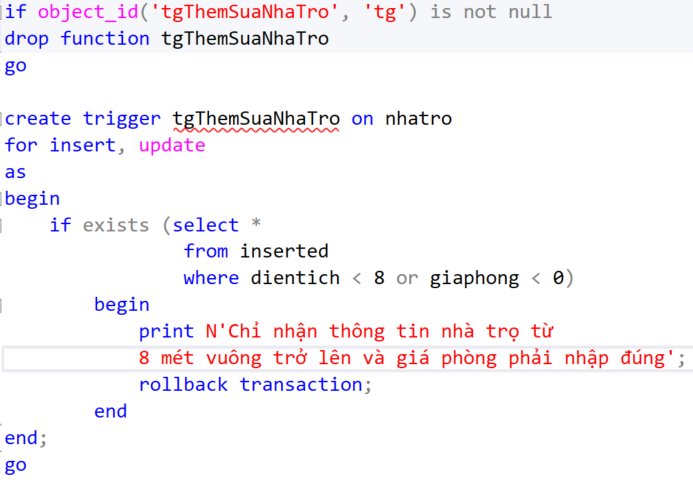 if object_id('tgThemSuaNhaTro', 'tg') is not null
drop function tgThemSuaNhaTro
go
create trigger tgThemSuaNhaTro on nhatro
for insert, update
as
begin
if exists (select *
from inserted
where dientich < 8 or giaphong < 0)
begin
print N'Chỉ nhận thông tin nhà trọ từ
8 mét vuông trở lên và giá phòng phải nhập đúng';
rollback transaction;
end
end;
go